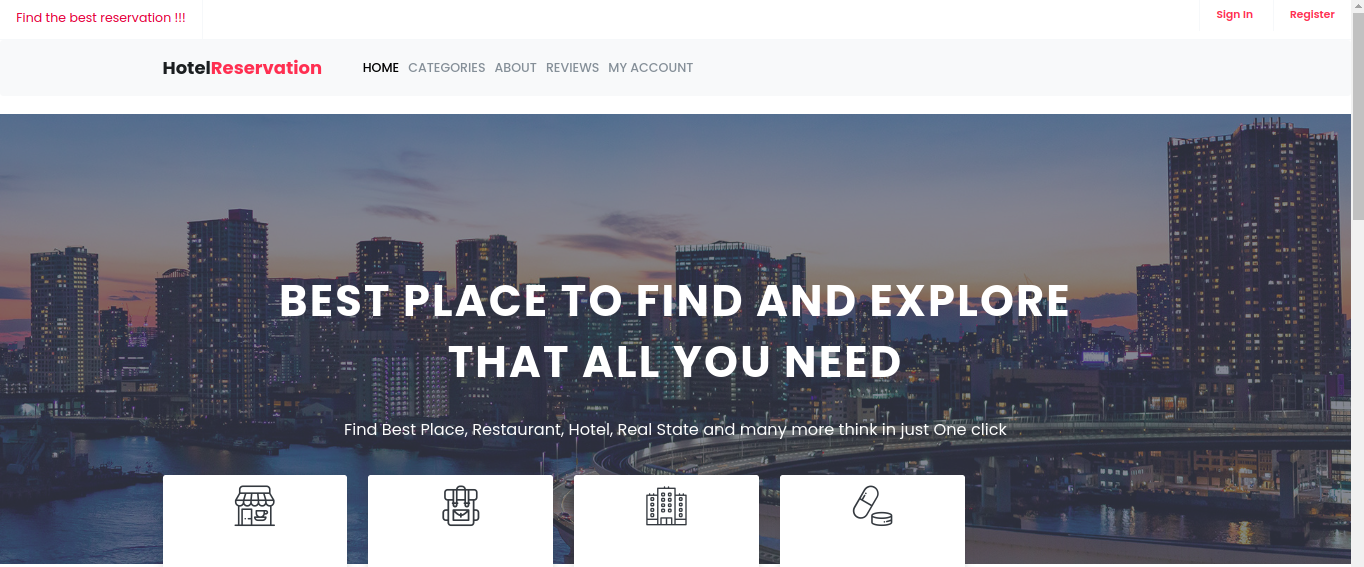 Find the best reservation !!!
Sign In
Register
HotelReservation
HOME CATEGORIES ABOUT REVIEWS MY ACCOUNT
BEST PLACE TO FIND AND EXPLORE
THAT ALL YOU NEED
Find Best Place, Restaurant, Hotel, Real State and many more think in just One click